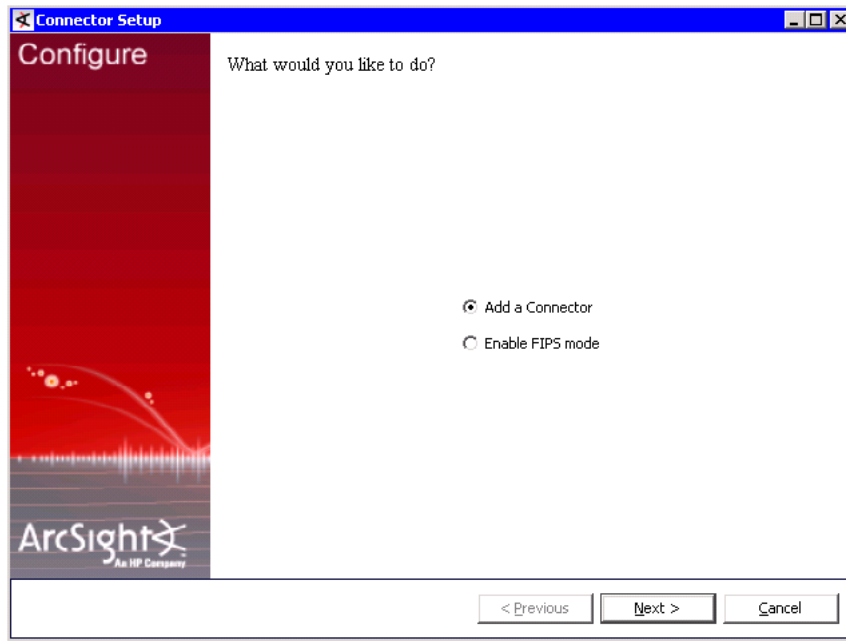 Connector Setup
Configure
What would you like to do?
Add a Connector
Enable FIPS mode
ArcSight
An HP Company
< Previous
Next >
Cancel